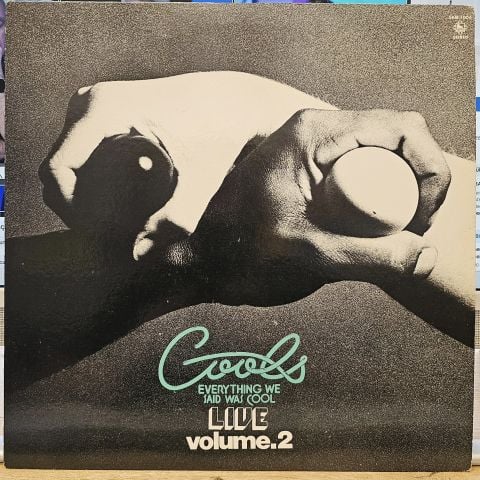 Cools
EVERYTHING WE
SAID WAS COOL
LIVE
volume.2